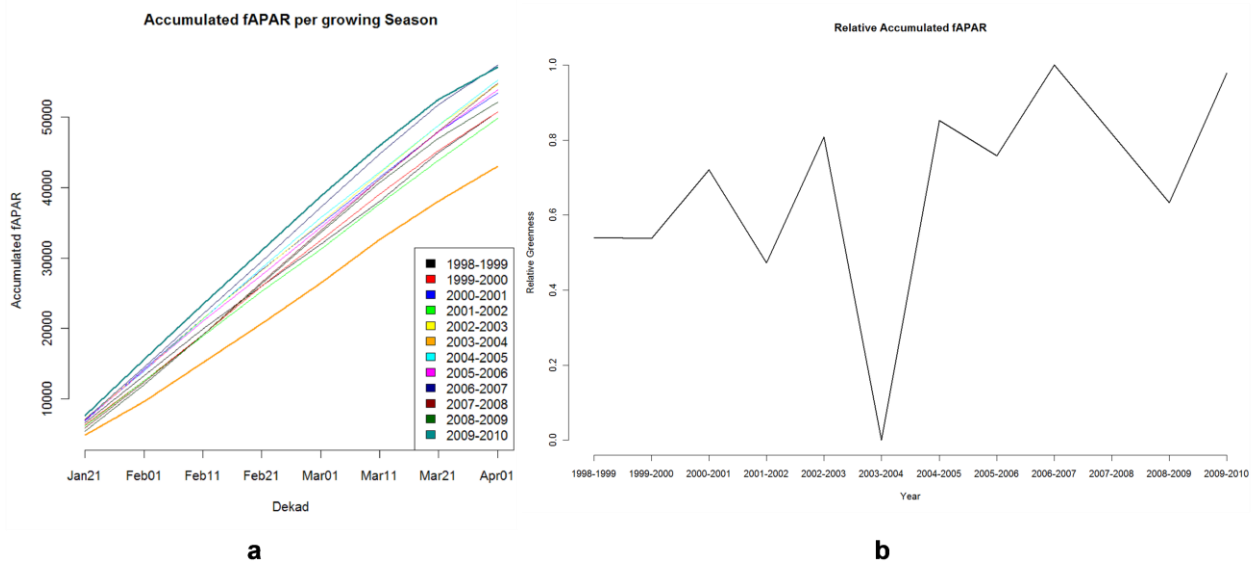 Accumulated fAPAR per growing Season
Accumulated fAPAR
50000
40000
30000
20000
10000
1998-1999
1999-2000
2000-2001
2001-2002
2002-2003
2003-2004
2004-2005
2005-2006
2006-2007
2007-2008
2008-2009
2009-2010
Jan21 Feb01 Feb11 Feb21 Mar01 Mar11 Mar21 Apr01
Dekad
a
Relative Accumulated fAPAR
Relative Greenness
1.0
0.8
0.6
0.4
0.2
0.0
1998-1999 1999-2000 2000-2001 2001-2002 2002-2003 2003-2004 2004-2005 2005-2006 2006-2007 2007-2008 2008-2009 2009-2010
Year
b